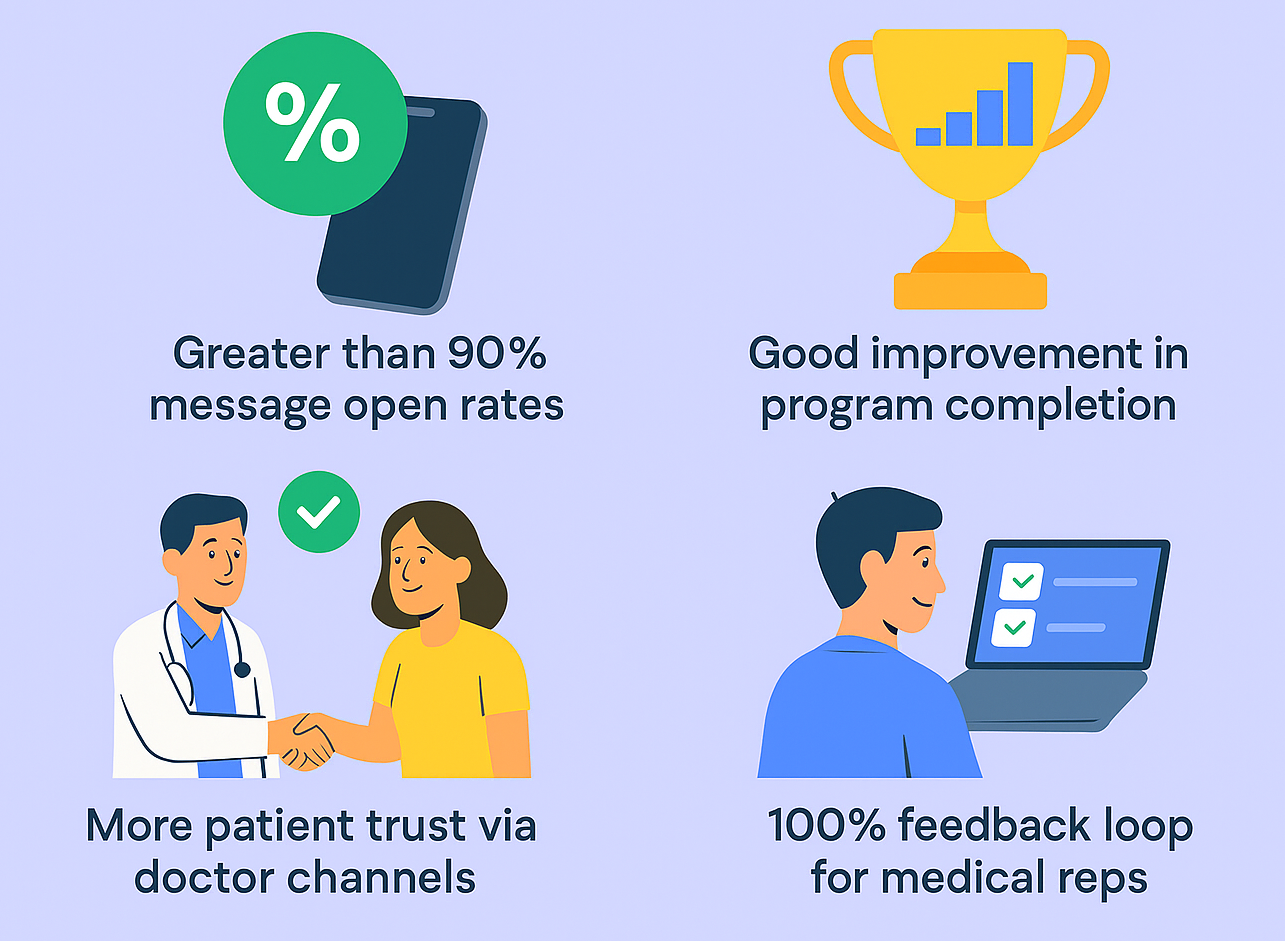 %
Greater than 90%
message open rates
Good improvement in
program completion
More patient trust via
doctor channels
100% feedback loop
for medical reps